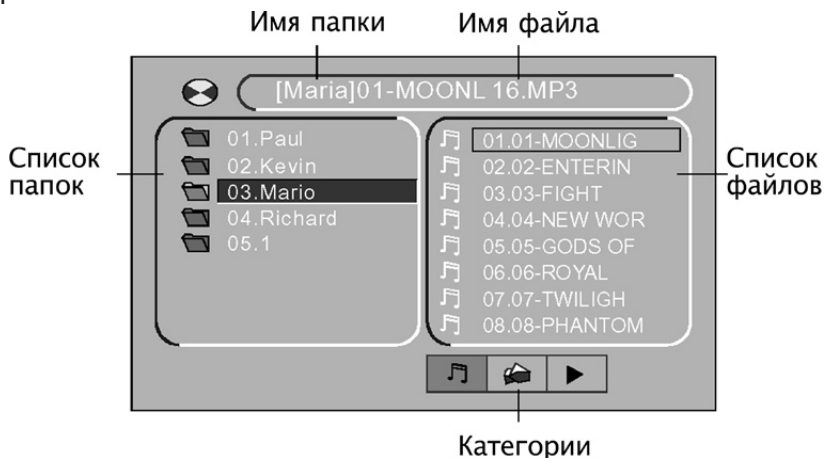 Имя папки
Имя файла
[Maria]01-MOONL 16.MP3
Список папок
01.Paul
02.Kevin
03.Mario
04.Richard
05.1
01.01-MOONLIG
02.02-ENTERIN
03.03-FIGHT
04.04-NEW WOR
05.05-GODS OF
06.06-ROYAL
07.07-TWILIGH
08.08-PHANTOM
Список
файлов
Категории